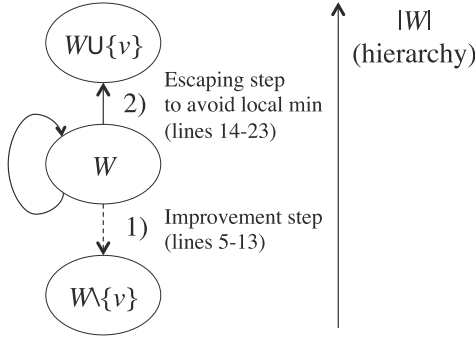 W∪{v}
|W|
(hierarchy)
2)
Escaping step
to avoid local min
(lines 14-23)
W
1)
Improvement step
(lines 5-13)
W\{v}